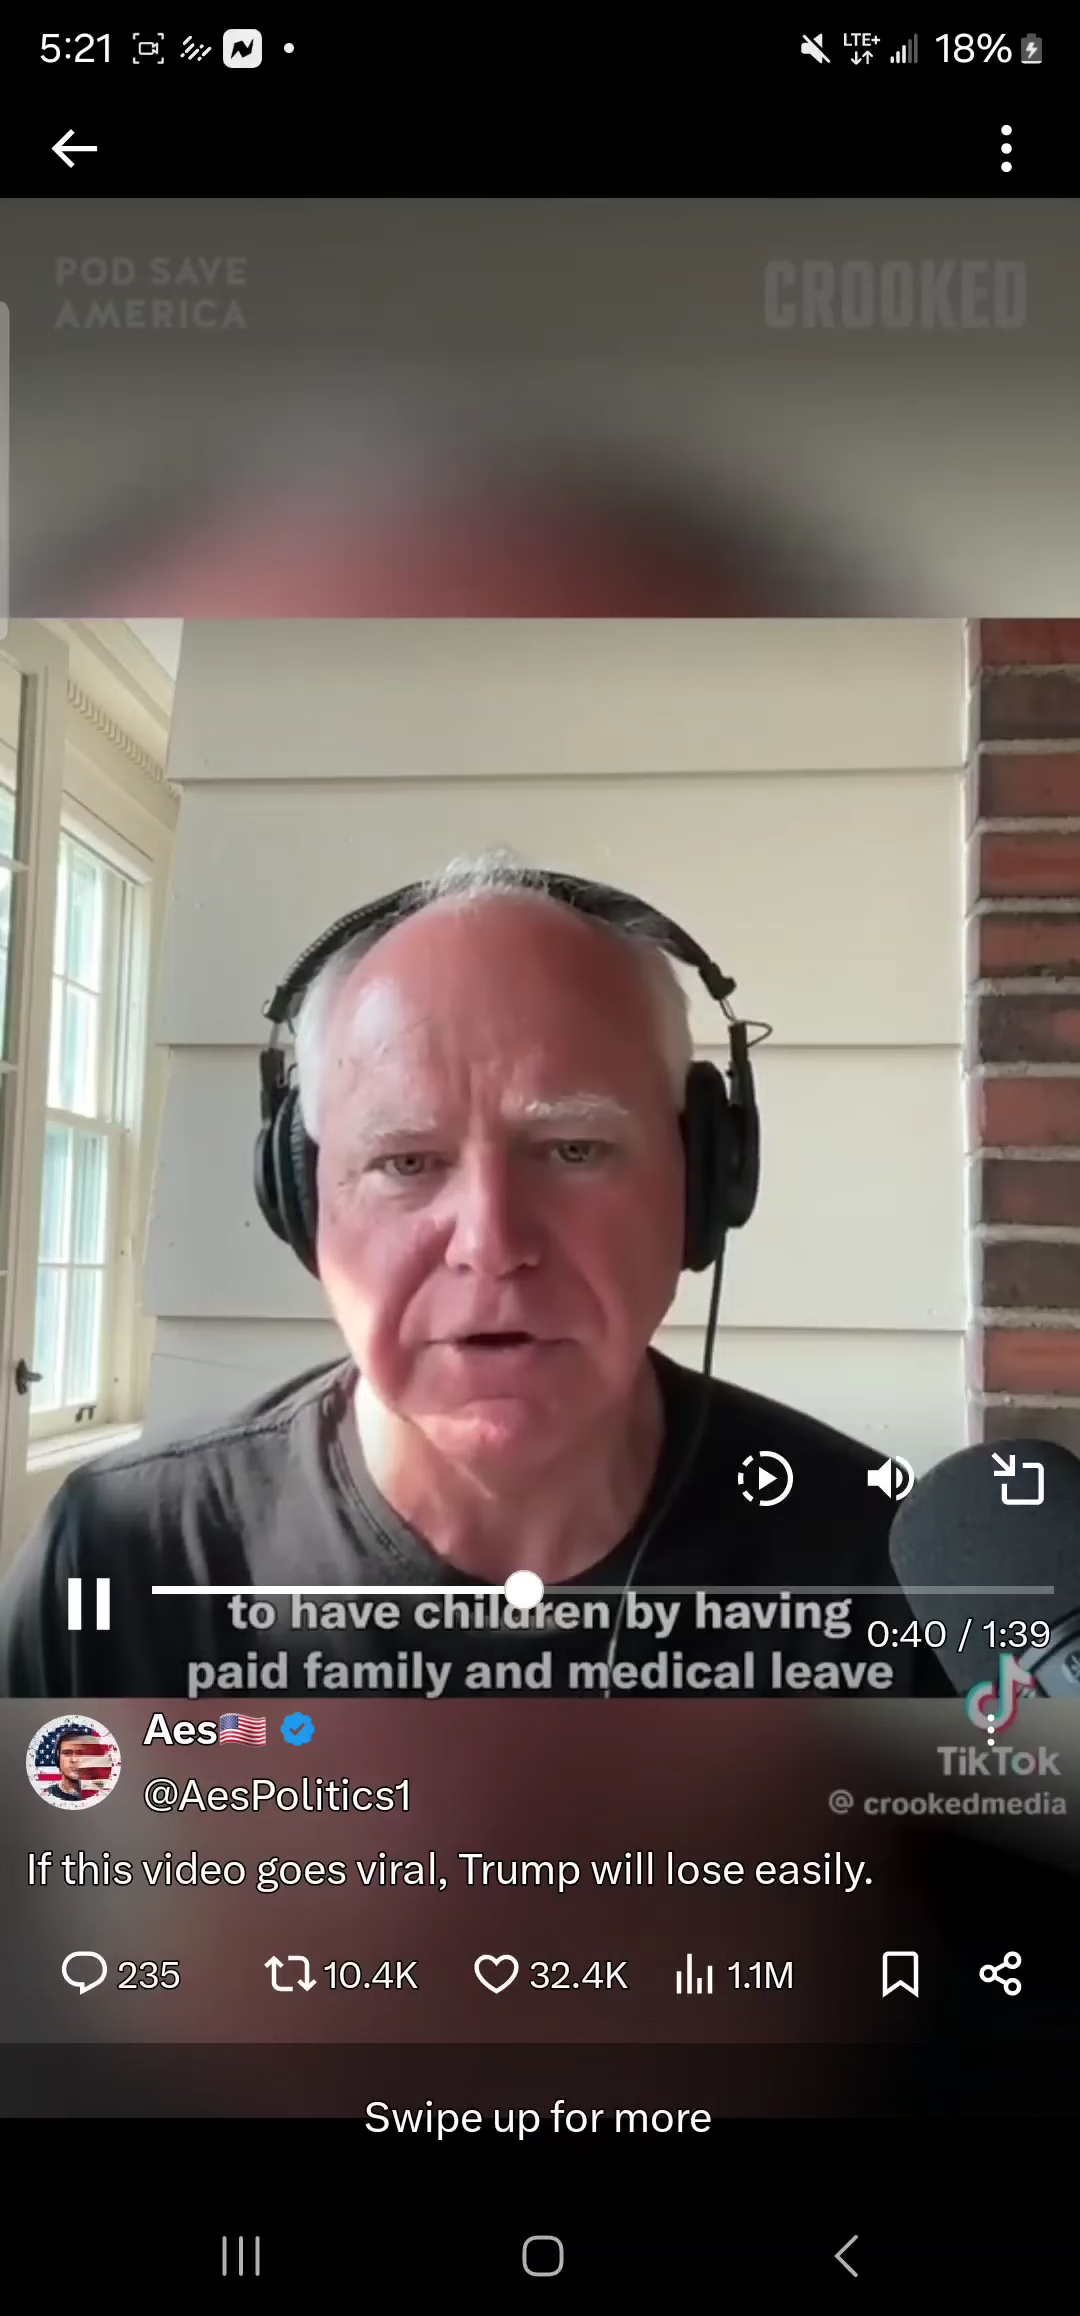 5:21
LTE+
18%
POD SAVE
AMERICA
CROOKED
to have children by having
paid family and medical leave
0:40 / 1:39
Aes🇺🇸
@AesPolitics1
TikTok
@ crookedmedia
If this video goes viral, Trump will lose easily.
235
10.4K
32.4K
1.1M
Swipe up for more